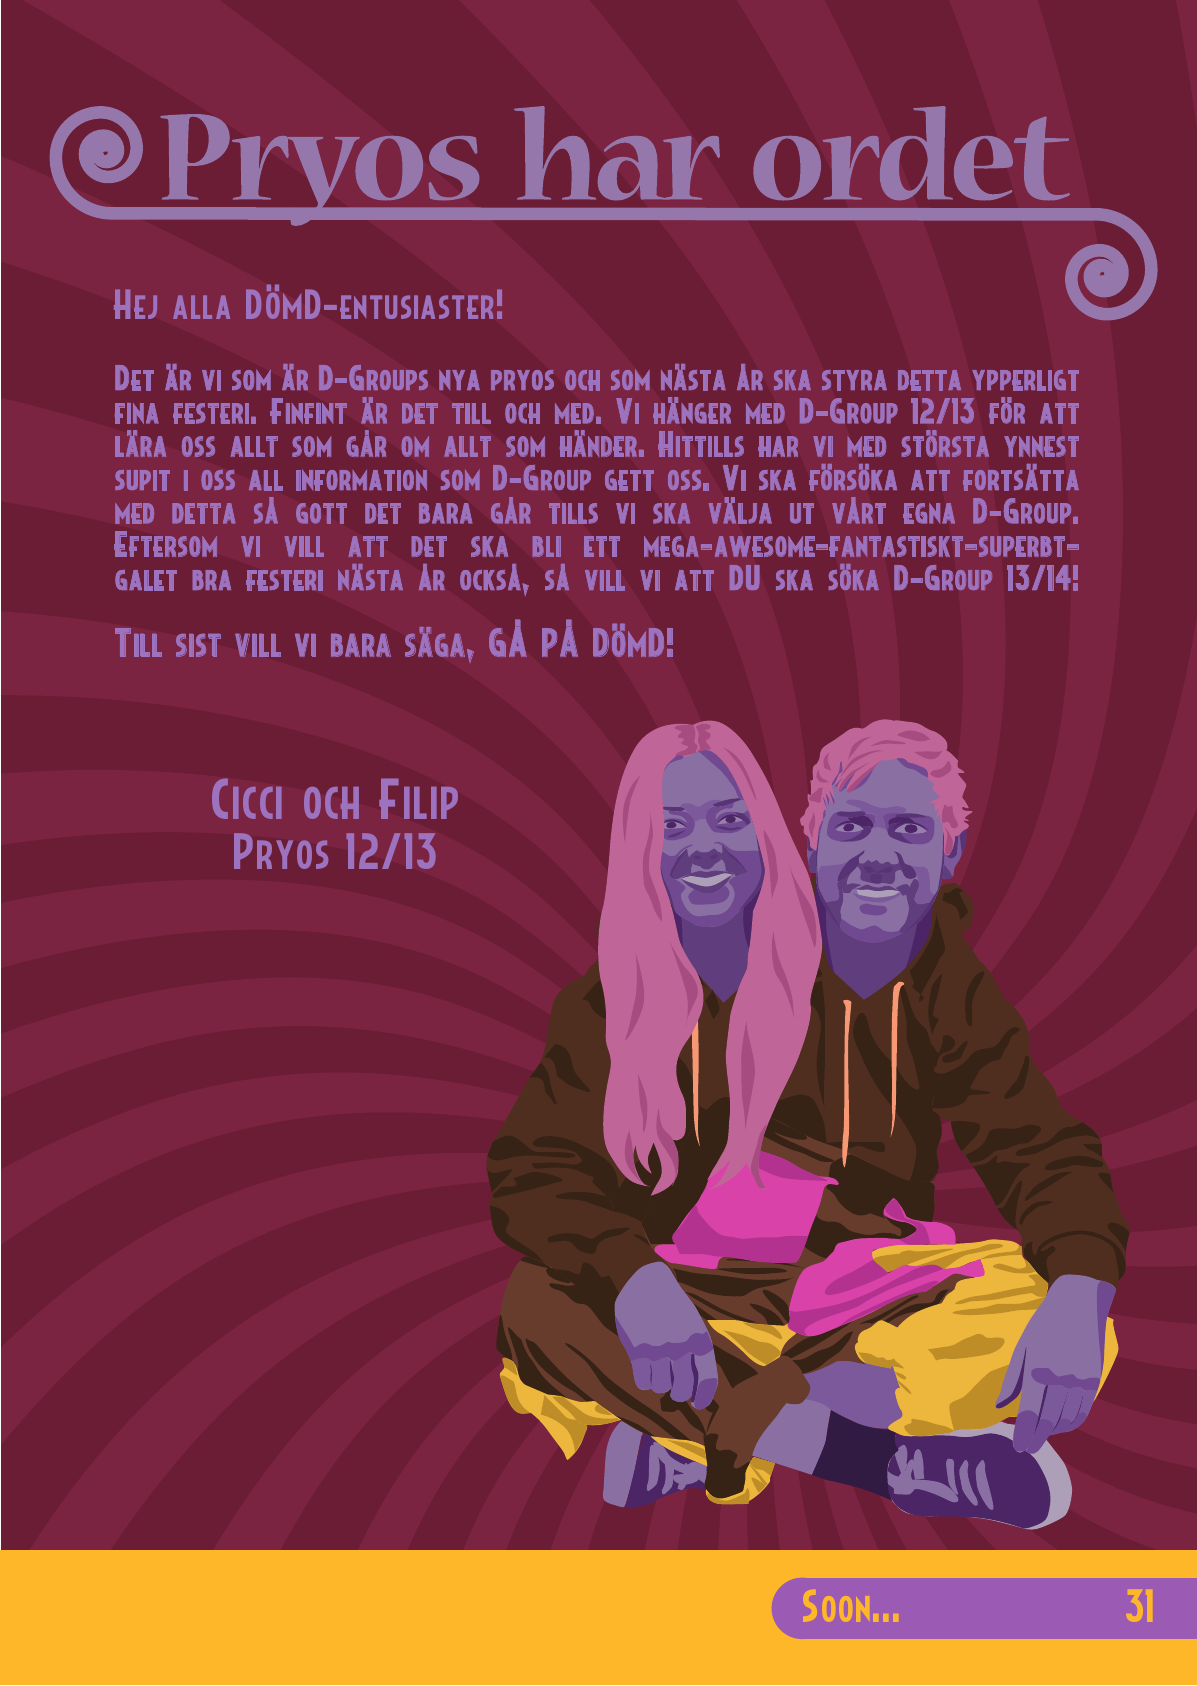 Pryos har ordet
Hej alla DömD-entusiaster!
Det är vi som är D-Groups nya pryos och som nästa år ska styra detta ypperligt
fina festeri. Finfint är det till och med. Vi hänger med D-Group 12/13 för att
lära oss allt som går om allt som händer. Hittills har vi med största ynnest
supit i oss all information som D-Group gett oss. Vi ska försöka att fortsätta
med detta så gott det bara går tills vi ska välja ut vårt egna D-Group.
Eftersom vi vill att det ska bli ett mega-awesome-fantastiskt-superbt-
galet bra festeri nästa år också, så vill vi att DU ska söka D-Group 13/14!
Till sist vill vi bara säga, GÅ PÅ DÖMD!
Cicci och Filip
Pryos 12/13
Soon... 31